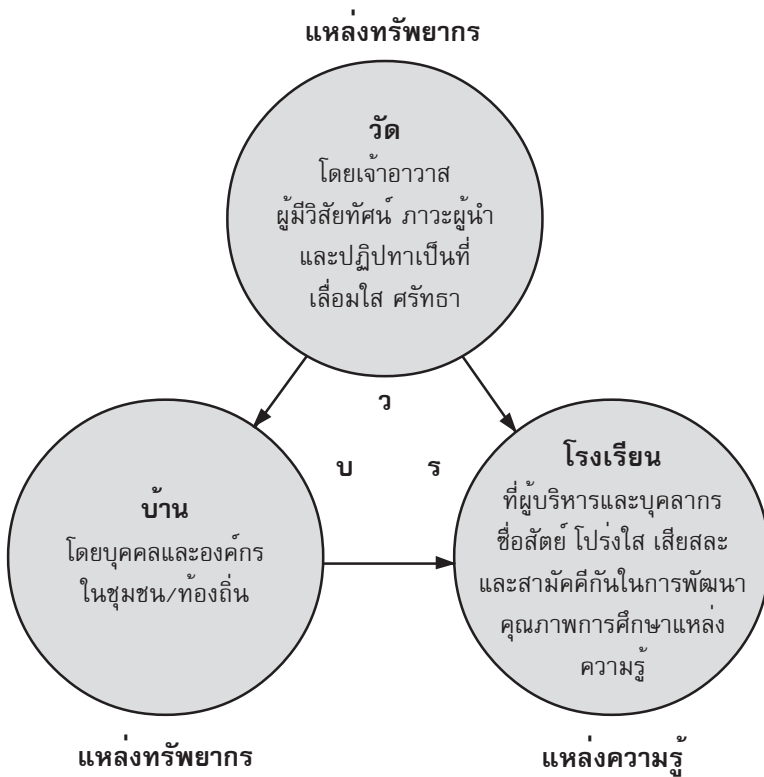 แหล่งทรัพยากร
วัด
โดยเจ้าอาวาส
ผู้มีวิสัยทัศน์ ภาวะผู้นำ
และปฏิปทาเป็นที่
เลื่อมใส ศรัทธา
ว
บ ร
บ้าน
โดยบุคคลและองค์กร
ในชุมชน/ท้องถิ่น
โรงเรียน
ที่ผู้บริหารและบุคลากร
ซื่อสัตย์ โปร่งใส เสียสละ
และสามัคคีกันในการพัฒนา
คุณภาพการศึกษาแหล่ง
ความรู้
แหล่งทรัพยากร
แหล่งความรู้